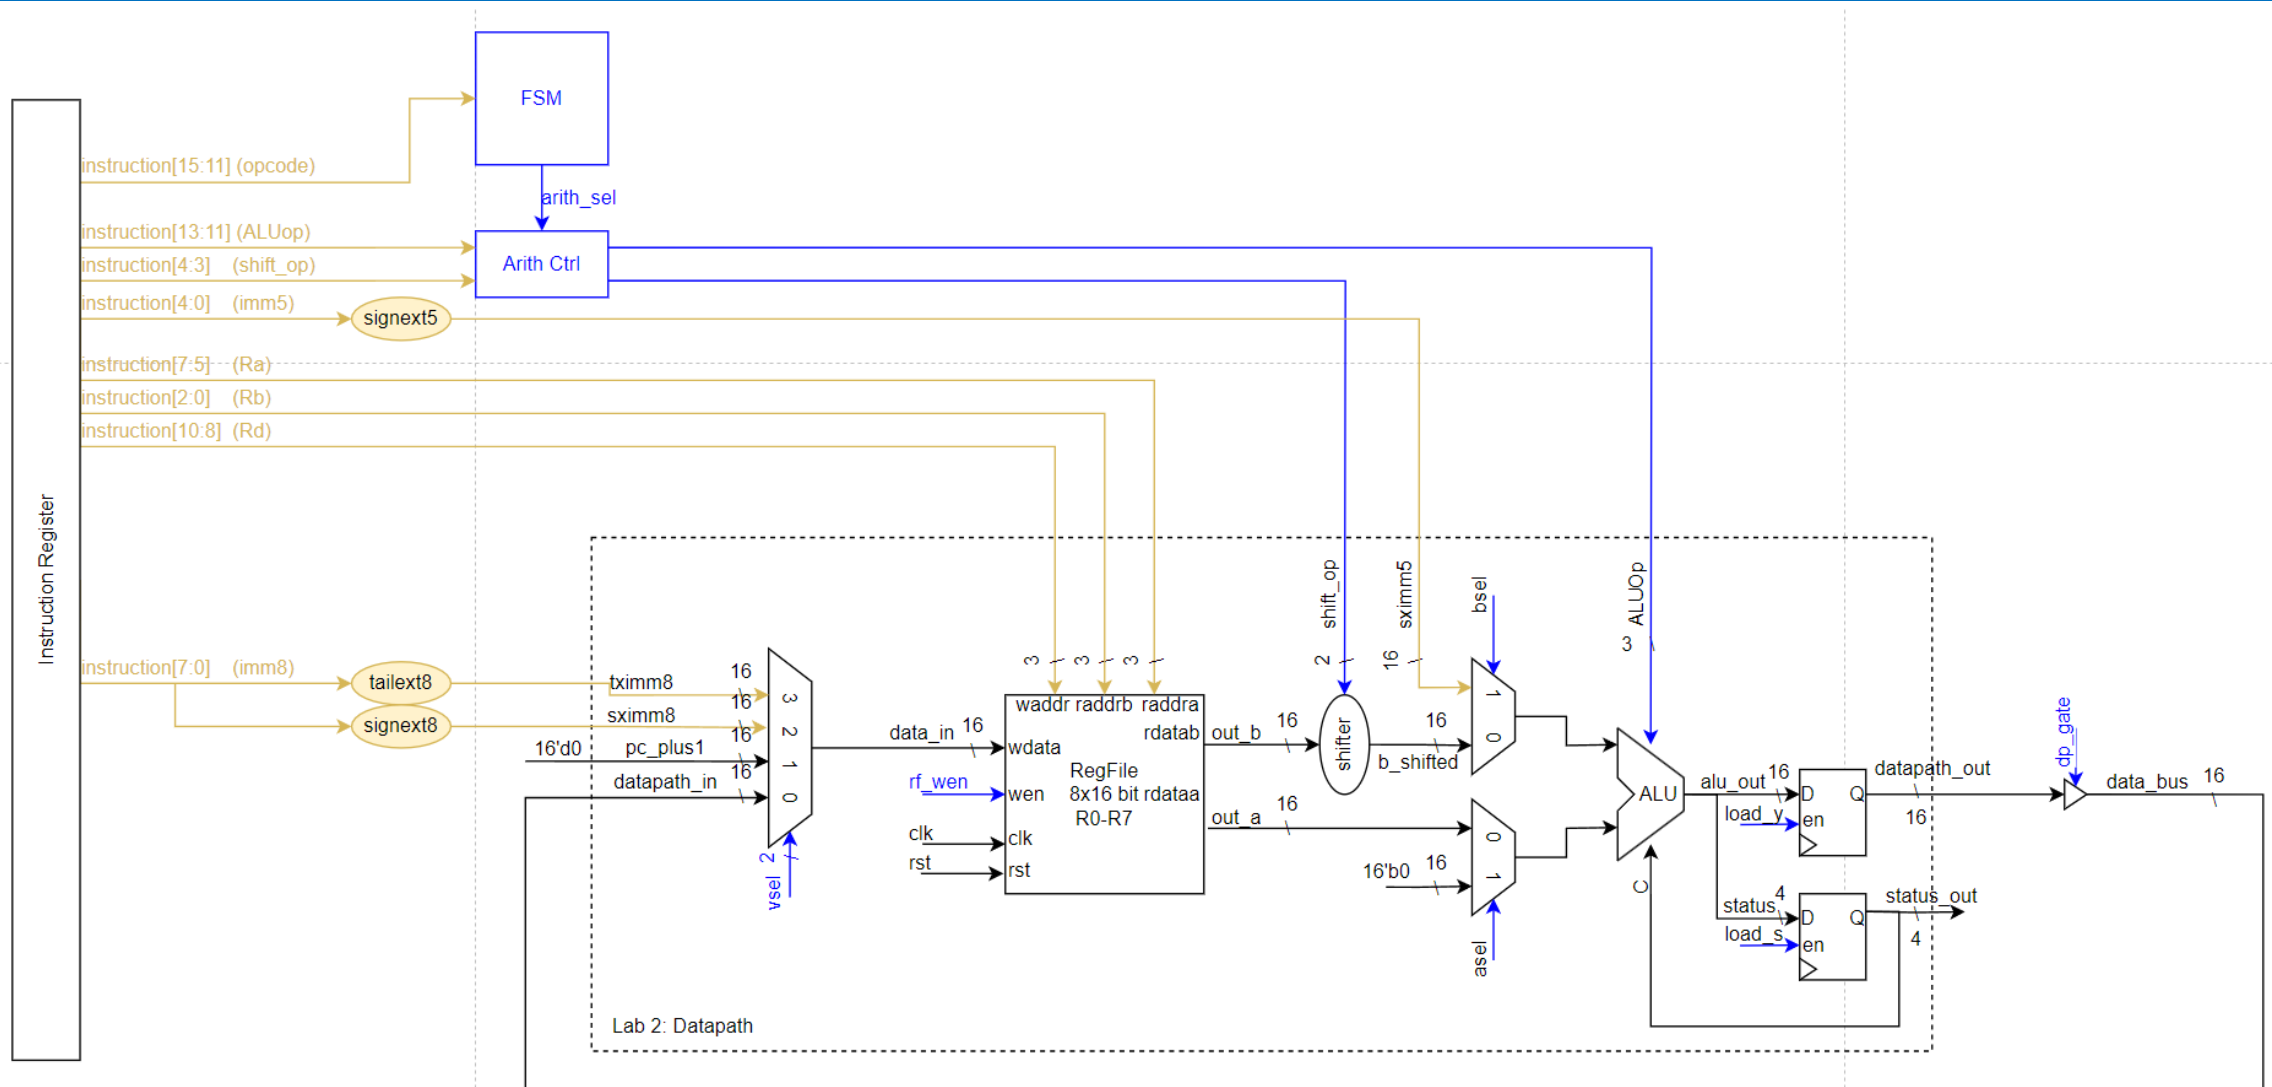 FSM
instruction[15:11] (opcode)
arith_sel
instruction[13:11] (ALUop)
instruction[4:3] (shift_op)
Arith Ctrl
instruction[4:0] (imm5)
signext5
instruction[7:5] (Ra)
instruction[2:0] (Rb)
instruction[10:8] (Rd)
Instruction Register
instruction[7:0] (imm8)
tailext8
signext8
tximm8
16
sximm8
16
16'd0
pc_plus1
16
datapath_in
16
3
2
1
0
vsel
2
data_in
16
rf_wen
clk
rst
3
3
3
waddr raddrb raddra
rdatab
wdata
RegFile
wen
8x16 bit rdataa
R0-R7
clk
rst
out_b
16
out_a
16
shift_op
2
shifter
sximm5
16
16
b_shifted
bsel
1
0
16'b0
16
0
1
asel
ALUOp
3
ALU
C
alu_out
16
load_y
D
Q
en
datapath_out
16
status
4
load_s
D
Q
en
status_out
4
dp_gate
data_bus
16
Lab 2: Datapath